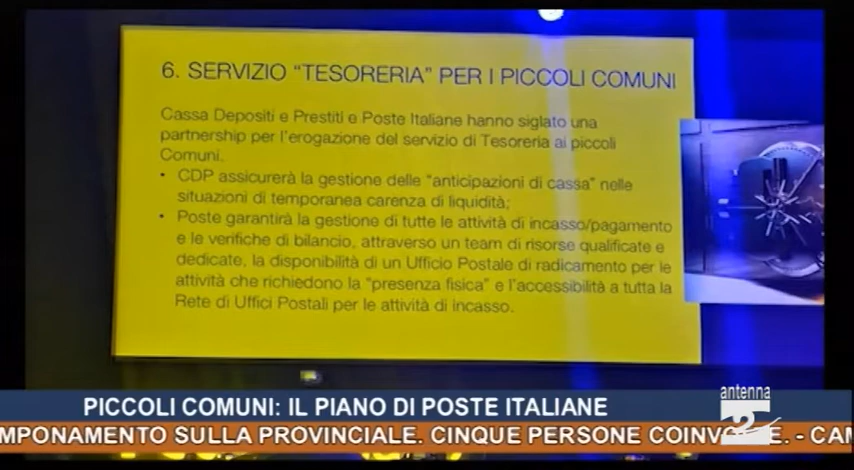 6. SERVIZIO "TESORERIA" PER I PICCOLI COMUNI
Cassa Depositi e Prestiti e Poste Italiane hanno siglato una
partnership per l'erogazione del servizio di Tesoreria ai piccoli
Comuni.
• CDP assicurerà la gestione delle "anticipazioni di cassa" nelle
situazioni di temporanea carenza di liquidità;
• Poste garantirà la gestione di tutte le attività di incasso/pagamento
e le verifiche di bilancio, attraverso un team di risorse qualificate e
dedicate, la disponibilità di un Ufficio Postale di radicamento per le
attività che richiedono la "presenza fisica" e l'accessibilità a tutta la
Rete di Uffici Postali per le attività di incasso.
PICCOLI COMUNI: IL PIANO DI POSTE ITALIANE
antenna
2
MPONAMENTO SULLA PROVINCIALE. CINQUE PERSONE - CAM